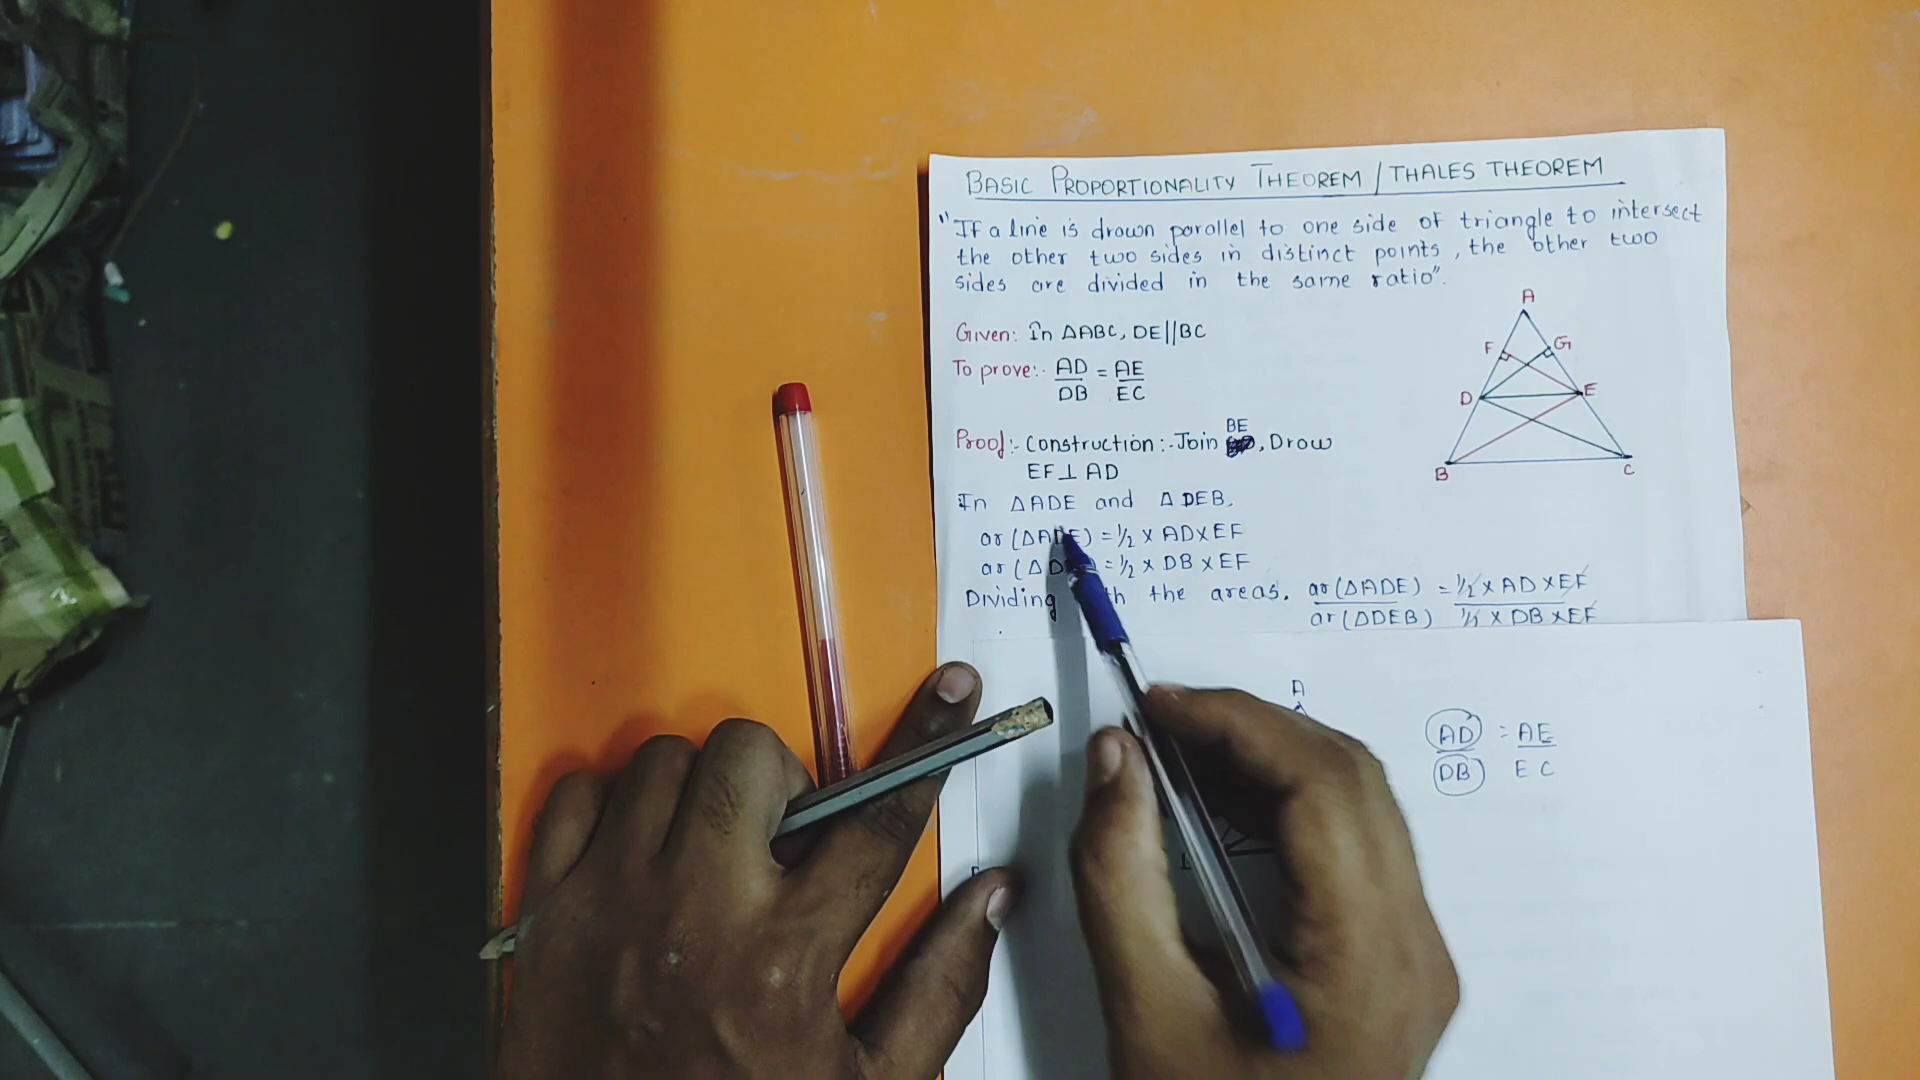 BASIC PROPORTIONALITY THEOREM / THALES THEOREM
"If a line is drawn parallel to one side of triangle to intersect
the other two sides in distinct points, the other two
sides are divided in the same ratio".
Given: In ΔABC, DE||BC
To prove:- AD/DB = AE/EC
Proof:- Construction:- Join BE, Draw
EF⊥AD
In ΔADE and ΔDEB,
ar(ΔADE) = 1/2 × AD×EF
ar(ΔD ) = 1/2 × DB × EF
Dividing the areas. ar(ΔADE) = 1/2 × AD × EF
ar(ΔDEB) 1/2 × DB × EF
A
F G
D E
B C
A
AD = AE
DB EC